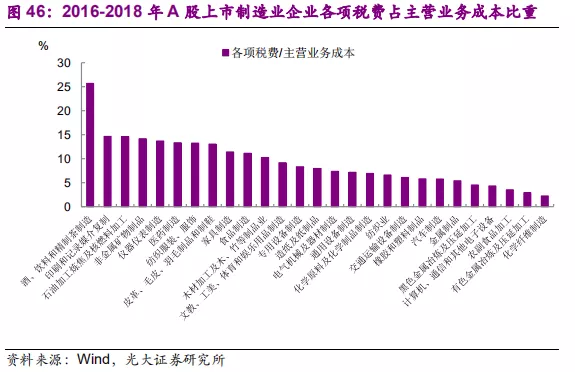 图 46：2016-2018 年 A 股上市制造业企业各项税费占主营业务成本比重
%
各项税费/主营业务成本
30
25
20
15
10
5
0
酒、饮料和精制茶制造
印刷和记录媒介复制
石油加工炼焦及核燃料加工
非金属矿物制品
仪器仪表制造
医药制造
纺织服装、服饰
皮革、毛皮、羽毛制品和制鞋
家具制造
食品制造
木材加工及木、竹等制品业
文教、工美、体育和娱乐用品制造
专用设备制造
造纸及纸制品
电气机械及器材制造
通用设备制造
化学原料及化学制品制造
纺织业
交通运输设备制造
橡胶和塑料制品
汽车制造
金属制品
黑色金属冶炼及压延加工
计算机、通信和其他电子设备
农副食品加工
有色金属冶炼及压延加工
化学纤维制造
资料来源：Wind，光大证券研究所